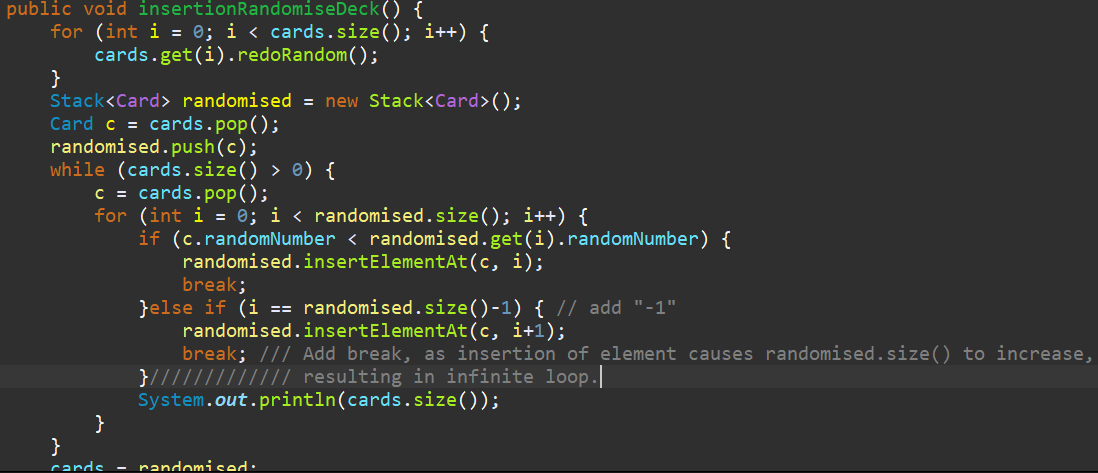 public void insertionRandomiseDeck() {
    for (int i = 0; i < cards.size(); i++) {
        cards.get(i).redoRandom();
    }
    Stack<Card> randomised = new Stack<Card>();
    Card c = cards.pop();
    randomised.push(c);
    while (cards.size() > 0) {
        c = cards.pop();
        for (int i = 0; i < randomised.size(); i++) {
            if (c.randomNumber < randomised.get(i).randomNumber) {
                randomised.insertElementAt(c, i);
                break;
            }else if (i == randomised.size()-1) { // add "-1"
                randomised.insertElementAt(c, i+1);
                break; /// Add break, as insertion of element causes randomised.size() to increase,
            }///////////// resulting in infinite loop.
            System.out.println(cards.size());
        }
    }
    cards = randomised;